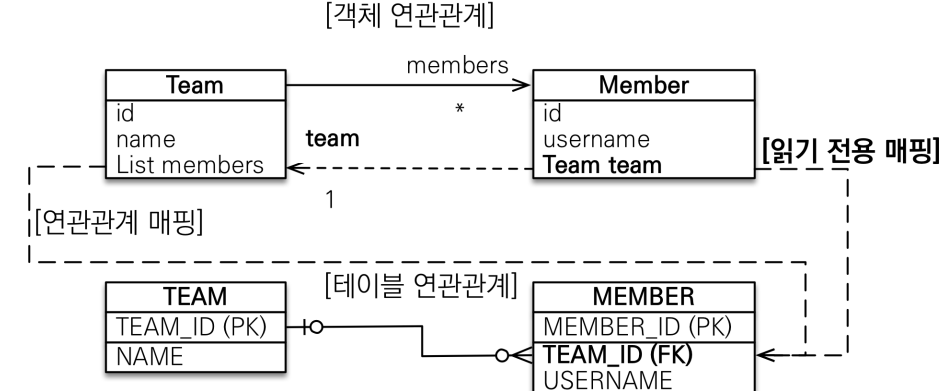 [객체 연관관계]
members
Team
id
name
List members
*
team
1
Member
id
username
Team team
[읽기 전용 매핑]
[연관관계 매핑]
[테이블 연관관계]
TEAM
TEAM_ID (PK)
NAME
MEMBER
MEMBER_ID (PK)
TEAM_ID (FK)
USERNAME